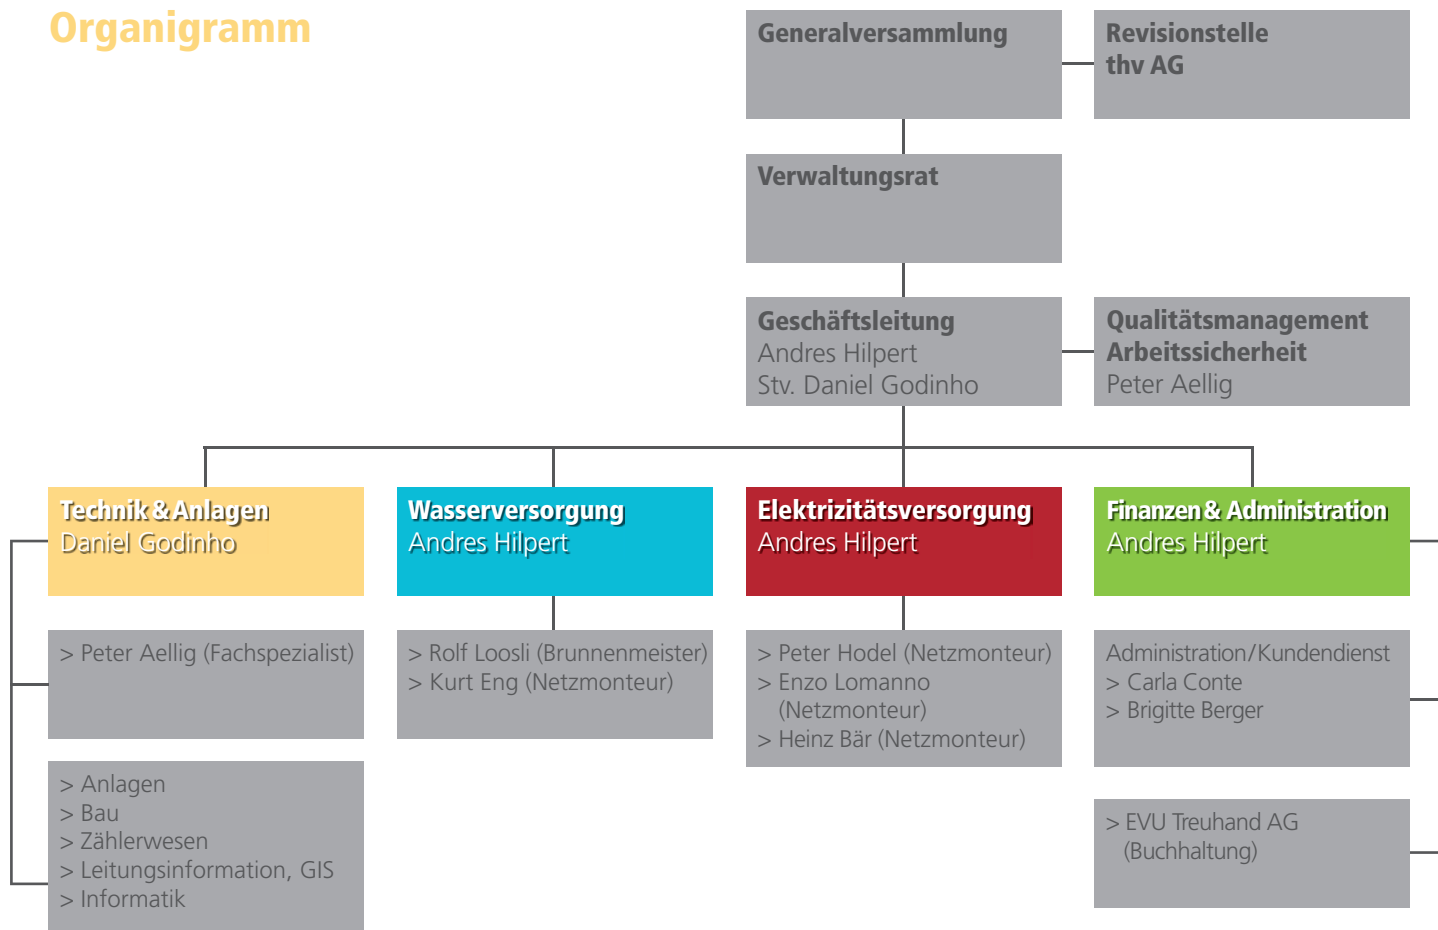 Organigramm
Generalversammlung
Revisionstelle
thv AG
Verwaltungsrat
Geschäftsleitung
Andres Hilpert
Stv. Daniel Godinho
Qualitätsmanagement
Arbeitssicherheit
Peter Aellig
Technik & Anlagen
Daniel Godinho
Wasserversorgung
Andres Hilpert
Elektrizitätsversorgung
Andres Hilpert
Finanzen & Administration
Andres Hilpert
> Peter Aellig (Fachspezialist)
> Rolf Loosli (Brunnenmeister)
> Kurt Eng (Netzmonteur)
> Peter Hodel (Netzmonteur)
> Enzo Lomanno
(Netzmonteur)
> Heinz Bär (Netzmonteur)
Administration/Kundendienst
> Carla Conte
> Brigitte Berger
> Anlagen
> Bau
> Zählerwesen
> Leitungsinformation, GIS
> Informatik
> EVU Treuhand AG
(Buchhaltung)